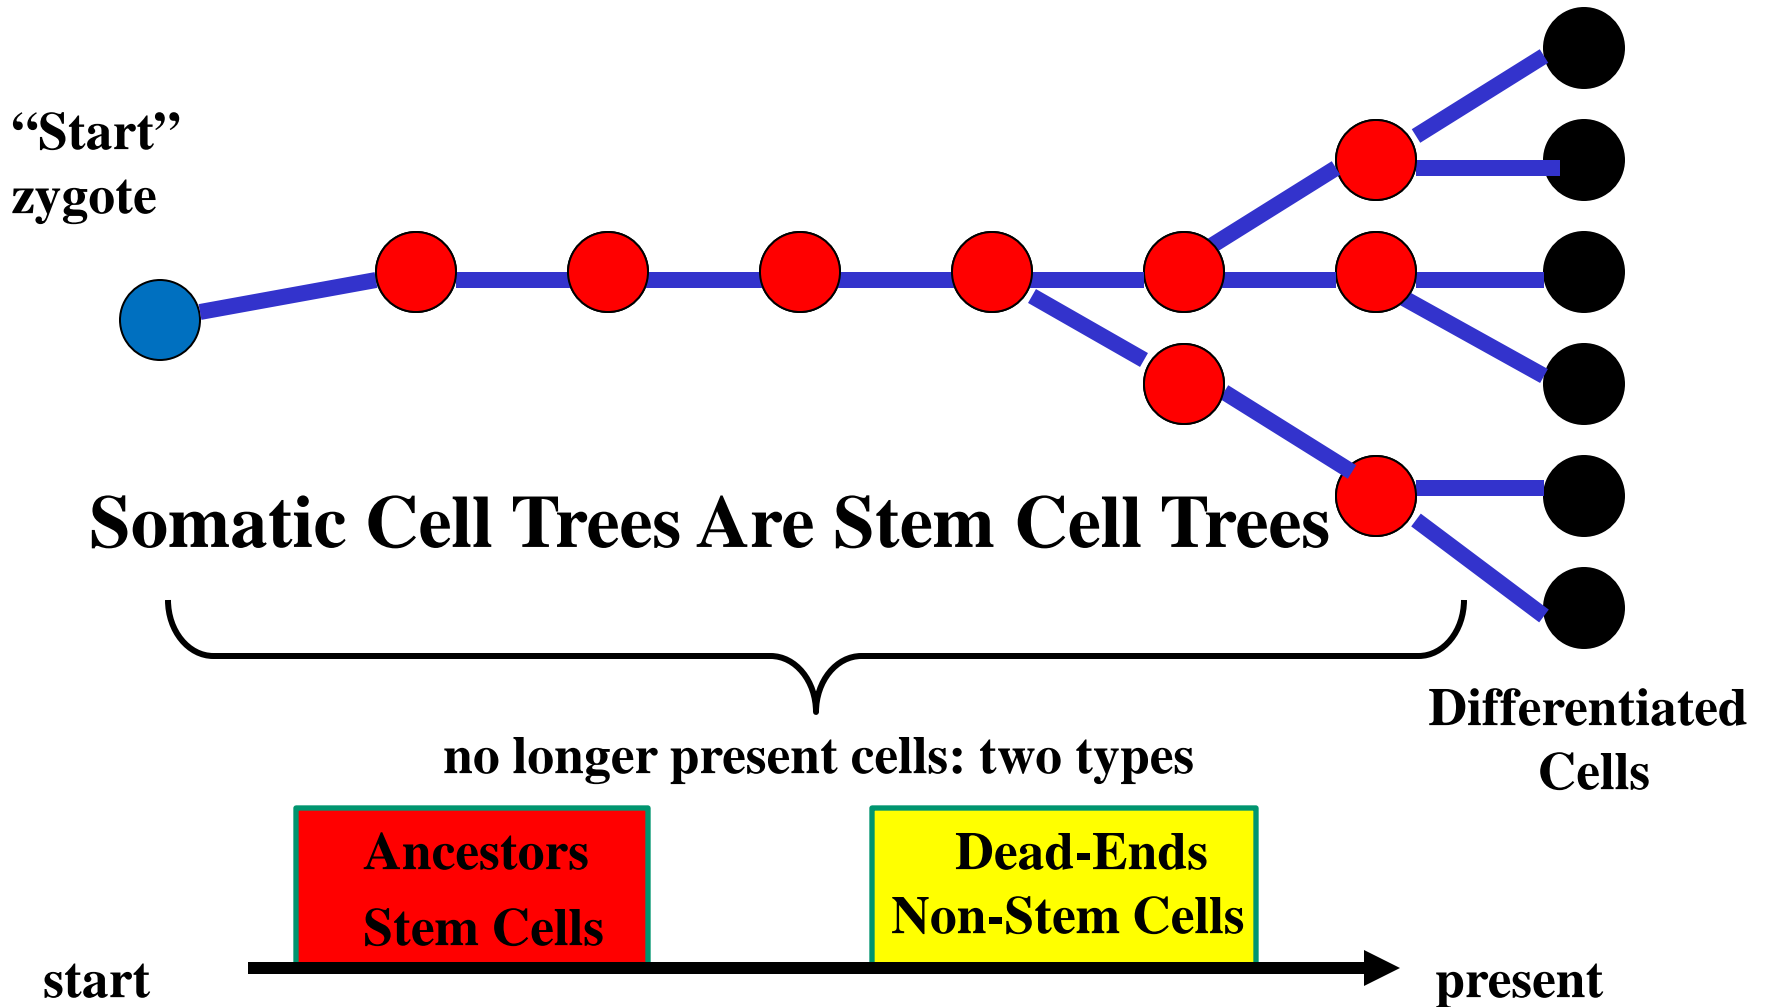 “Start”
zygote
Somatic Cell Trees Are Stem Cell Trees
Differentiated
Cells
no longer present cells: two types
Ancestors
Stem Cells
Dead-Ends
Non-Stem Cells
start
present